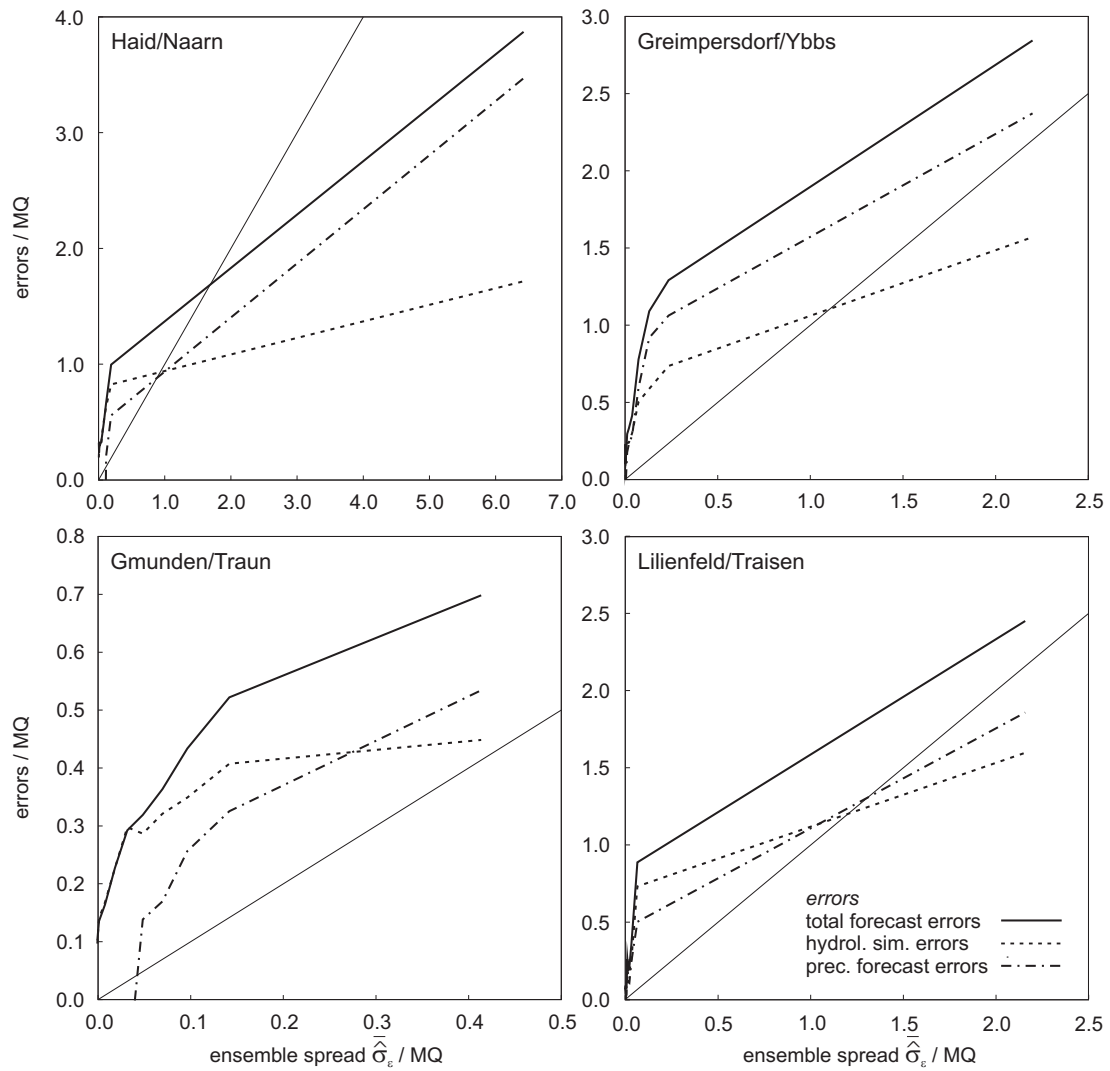 Haid/Naarn
4.0
3.0
2.0
1.0
0.0
0.0 1.0 2.0 3.0 4.0 5.0 6.0 7.0
errors / MQ
Greimpersdorf/Ybbs
3.0
2.5
2.0
1.5
1.0
0.5
0.0
0.0 0.5 1.0 1.5 2.0 2.5
Gmunden/Traun
0.8
0.7
0.6
0.5
0.4
0.3
0.2
0.1
0.0
0.0 0.1 0.2 0.3 0.4 0.5
errors / MQ
ensemble spread σ̂̅ε / MQ
Lilienfeld/Traisen
3.0
2.5
2.0
1.5
1.0
0.5
0.0
0.0 0.5 1.0 1.5 2.0 2.5
errors
total forecast errors
hydrol. sim. errors
prec. forecast errors
ensemble spread σ̂̅ε / MQ